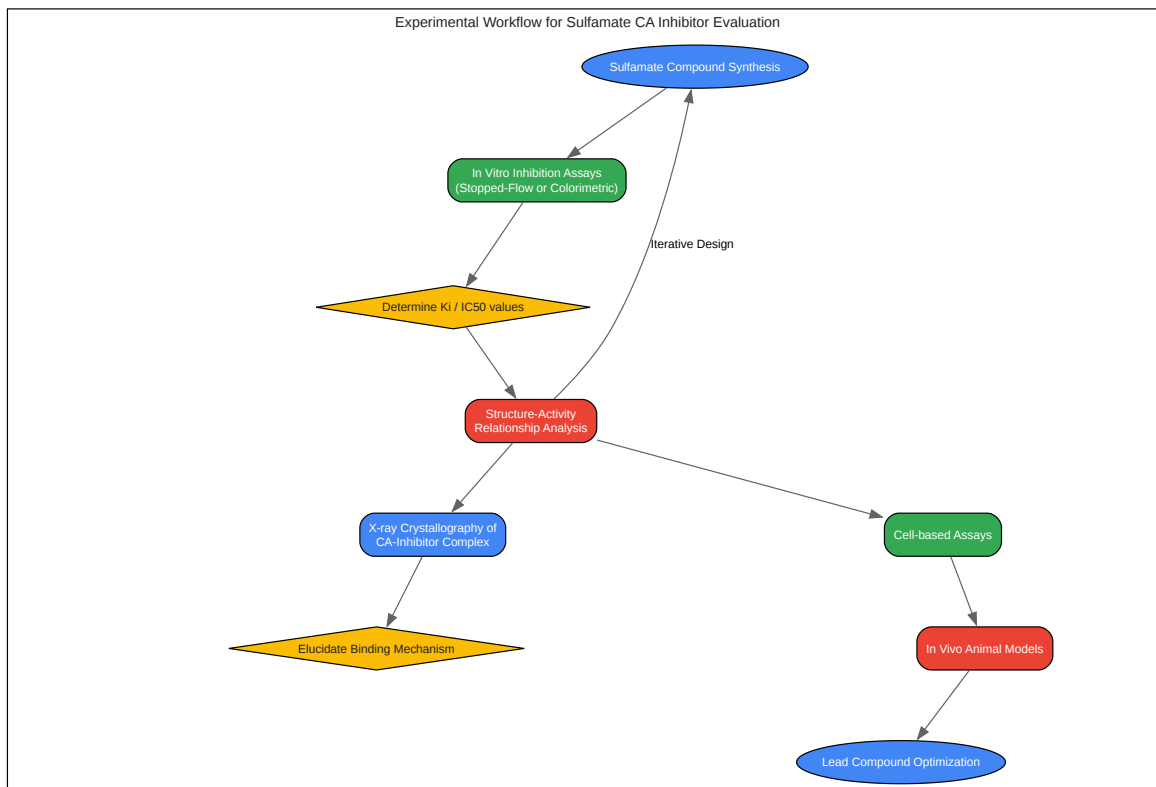 Experimental Workflow for Sulfamate CA Inhibitor Evaluation
Sulfamate Compound Synthesis
In Vitro Inhibition Assays
(Stopped-Flow or Colorimetric)
Iterative Design
Determine Ki / IC50 values
Structure-Activity
Relationship Analysis
X-ray Crystallography of
CA-Inhibitor Complex
Cell-based Assays
Elucidate Binding Mechanism
In Vivo Animal Models
Lead Compound Optimization